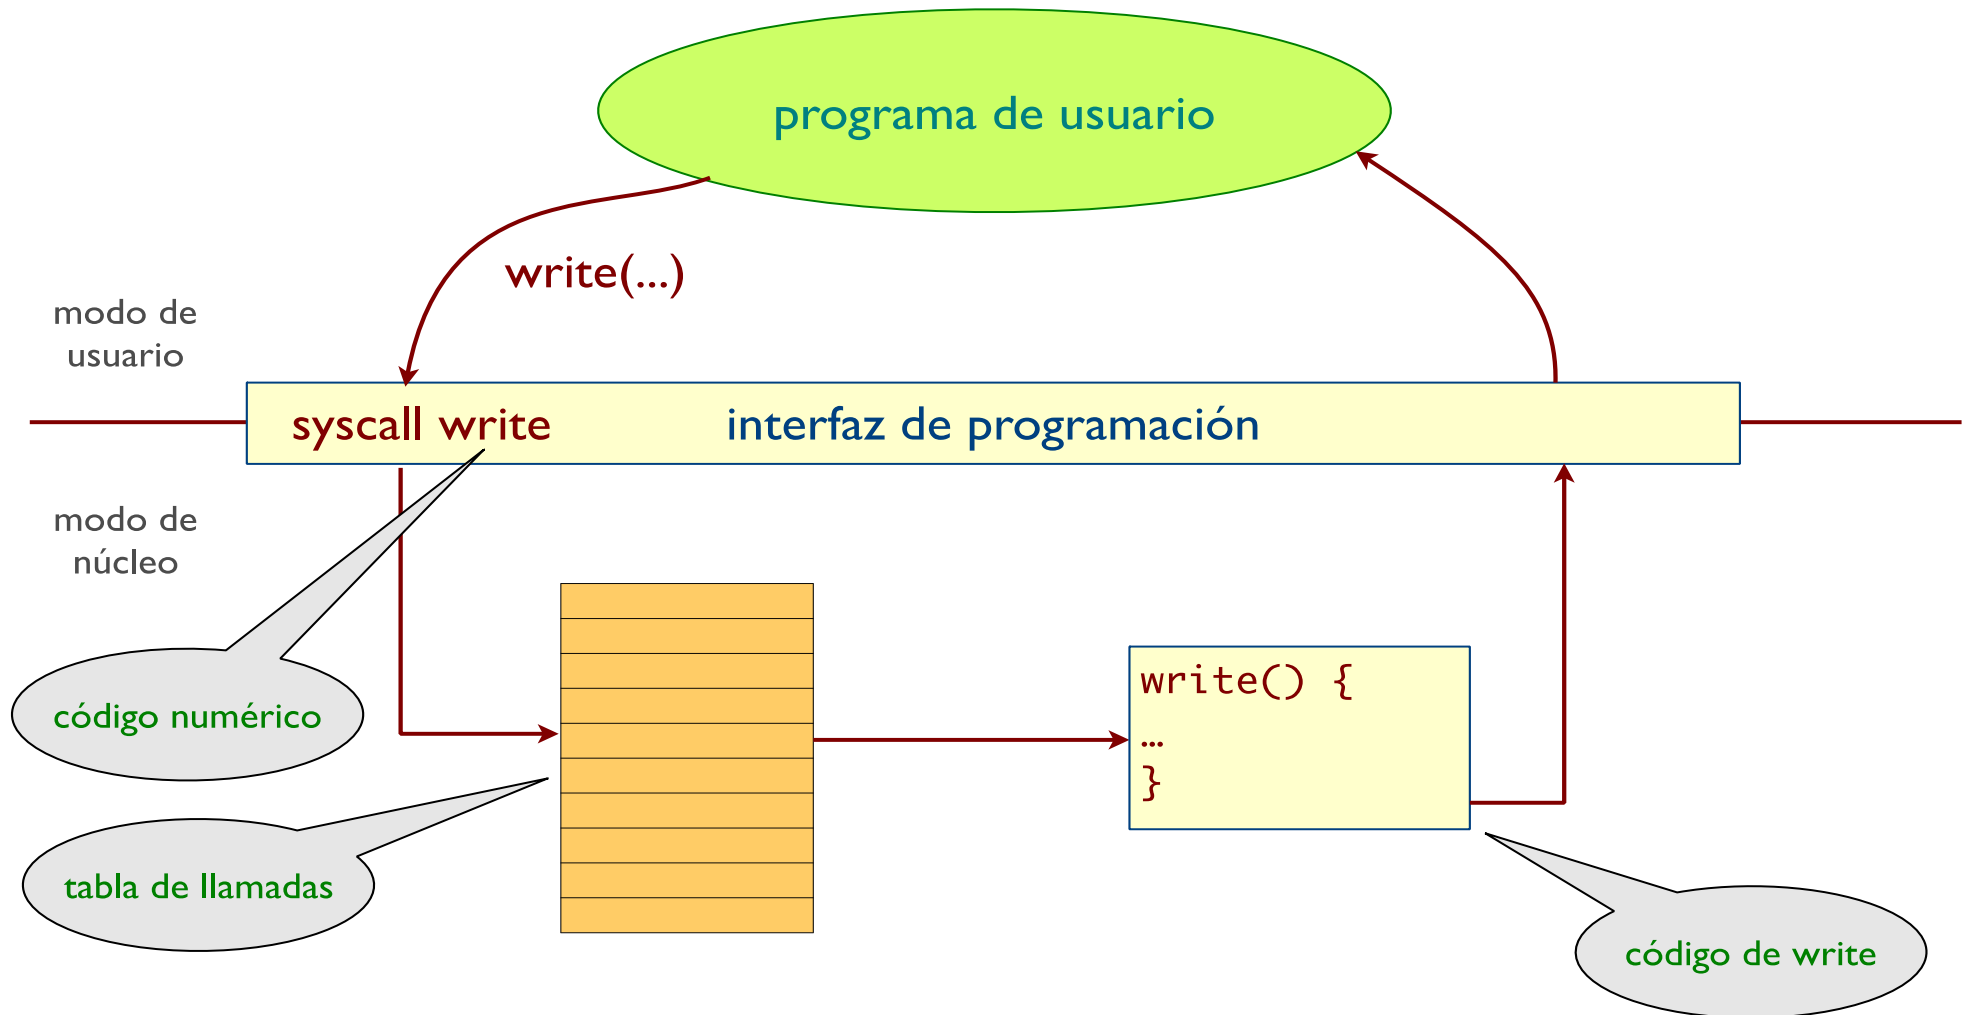 programa de usuario
write(...)
modo de
usuario
syscall write
interfaz de programación
modo de
núcleo
código numérico
write() {
...
}
tabla de llamadas
código de write